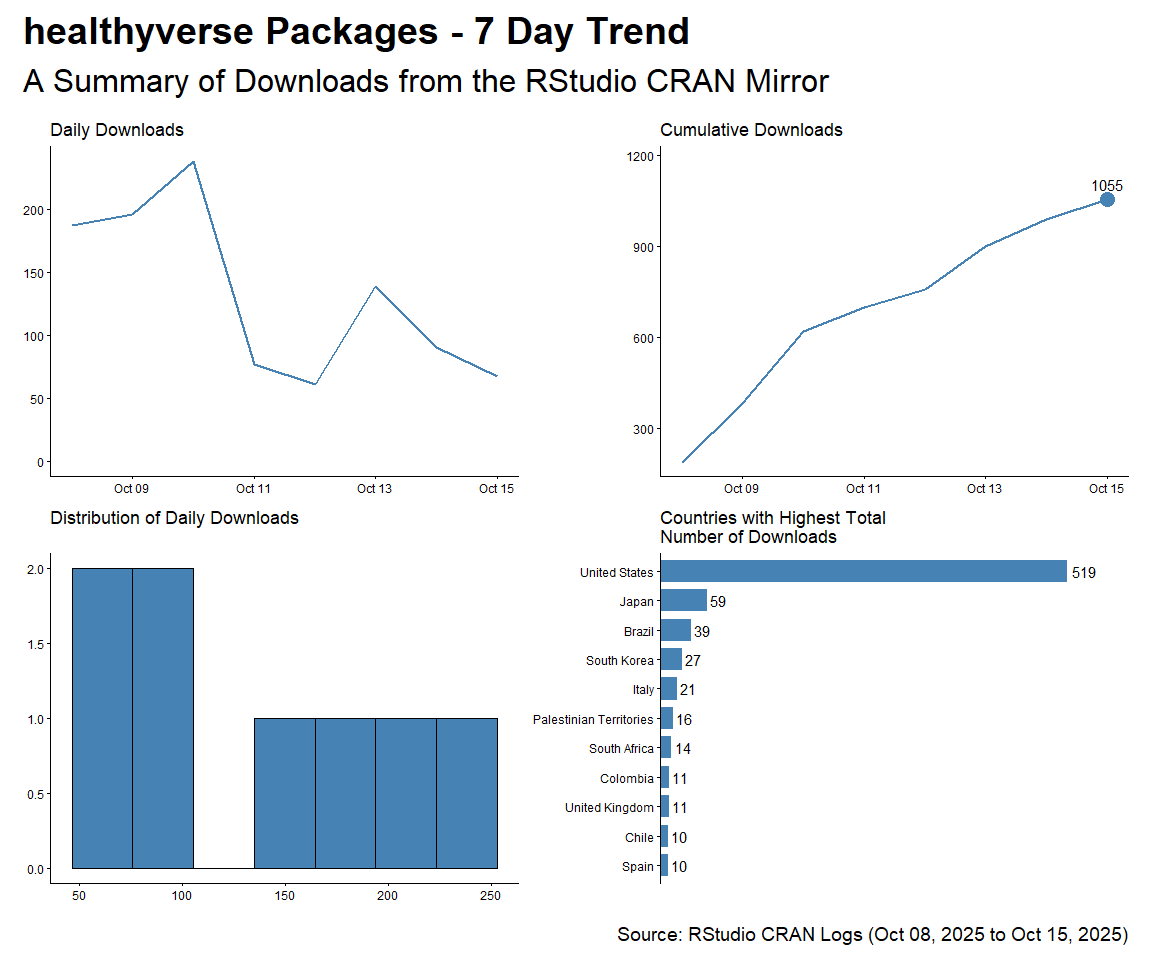 healthyverse Packages - 7 Day Trend
A Summary of Downloads from the RStudio CRAN Mirror
Daily Downloads
200
150
100
50
0
Oct 09 Oct 11 Oct 13 Oct 15
Cumulative Downloads
1200
900
600
300
1055
Oct 09 Oct 11 Oct 13 Oct 15
Distribution of Daily Downloads
2.0
1.5
1.0
0.5
0.0
50 100 150 200 250
Countries with Highest Total
Number of Downloads
United States 519
Japan 59
Brazil 39
South Korea 27
Italy 21
Palestinian Territories 16
South Africa 14
Colombia 11
United Kingdom 11
Chile 10
Spain 10
Source: RStudio CRAN Logs (Oct 08, 2025 to Oct 15, 2025)